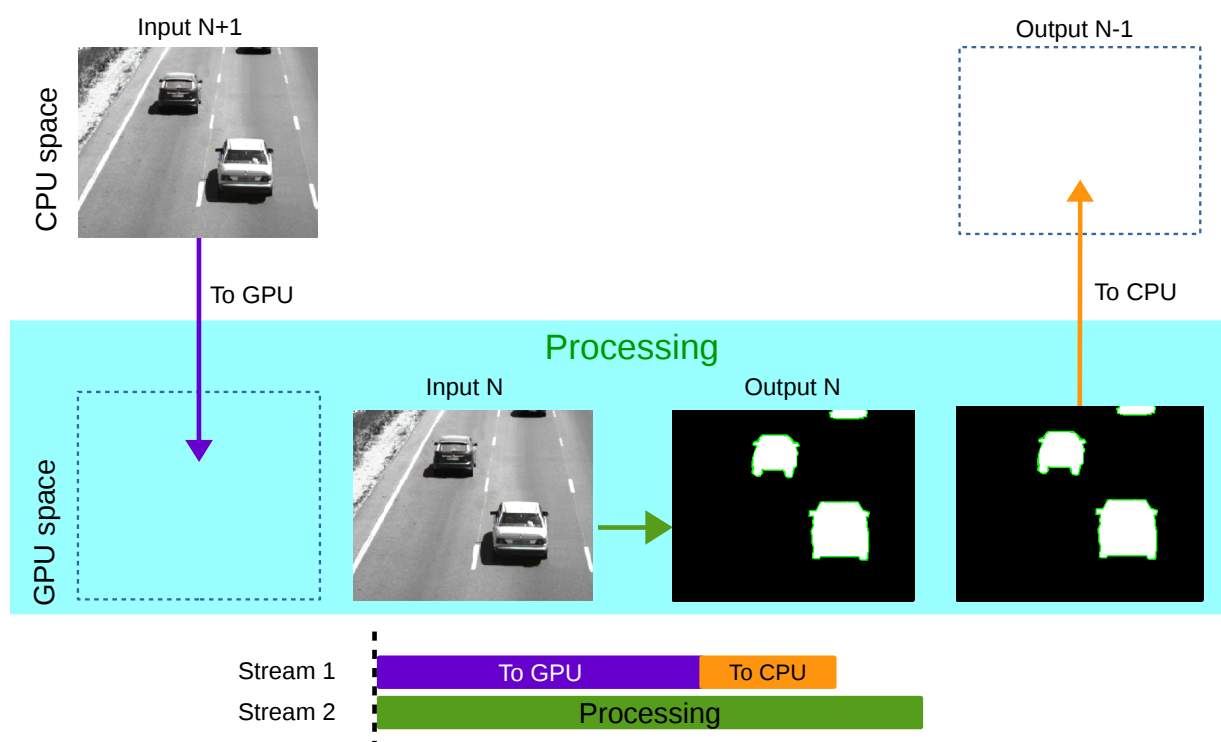 Input N+1
Output N-1
CPU space
To GPU
To CPU
Processing
Input N
Output N
GPU space
Stream 1
To GPU
To CPU
Stream 2
Processing